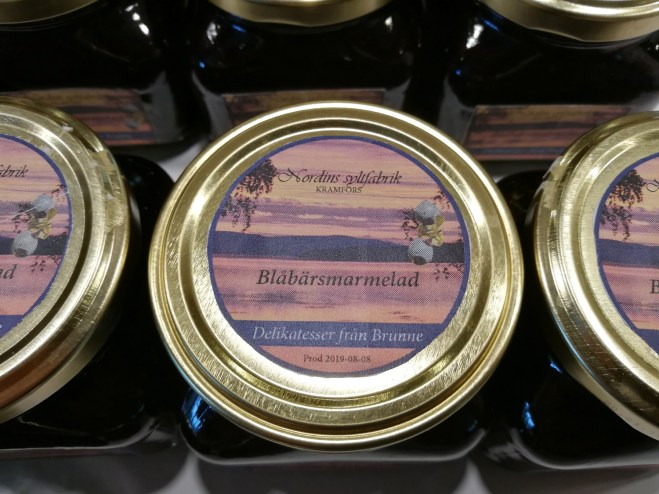 Nordins syltfabrik
KRAMFORS
Blåbärsmarmelad
Delikatesser från Brunne
Prod 2019-08-08